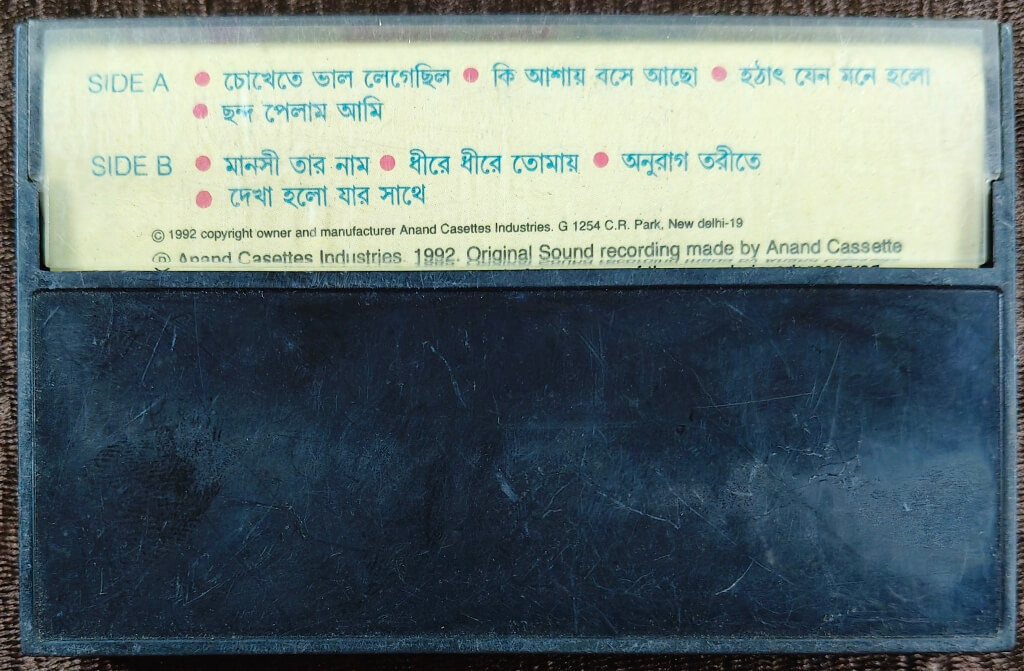 SIDE A ● চোখেতে ভাল লেগেছিল ● কি আশায় বসে আছো ● হঠাৎ যেন মনে হলো
● ছন্দ পেলাম আমি
SIDE B ● মানসী তার নাম ● ধীরে ধীরে তোমায় ● অনুরাগ তরীতে
● দেখা হলো যার সাথে
© 1992 copyright owner and manufacturer Anand Casettes Industries. G 1254 C.R. Park, New delhi-19
℗ Anand Casettes Industries. 1992. Original Sound recording made by Anand Cassette